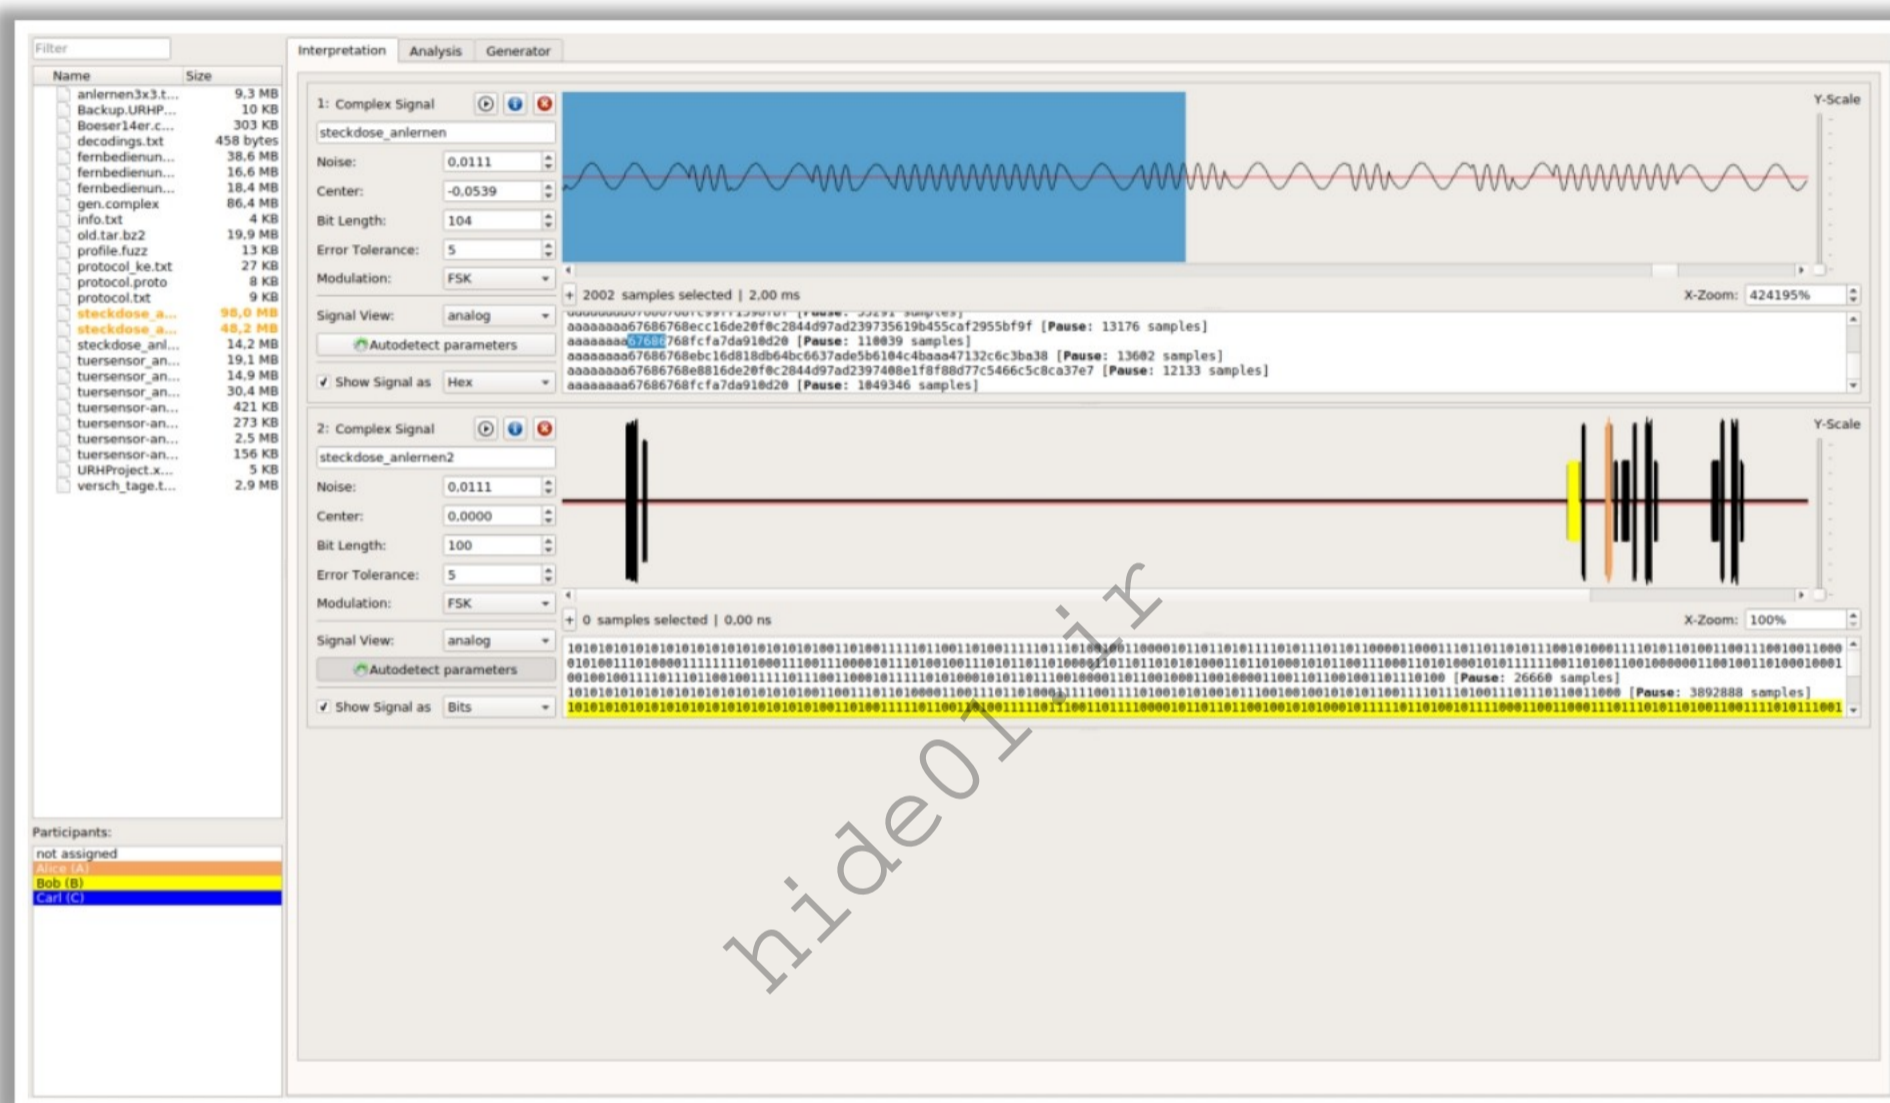 Filter
Name Size
anlernen3x3.t... 9,3 MB
Backup.URHP... 10 KB
Boeser14er.c... 303 KB
decodings.txt 458 bytes
fernbedienun... 38,6 MB
fernbedienun... 16,6 MB
fernbedienun... 18,4 MB
gen.complex 86,4 MB
info.txt 4 KB
old.tar.bz2 19,9 MB
profile.fuzz 13 KB
protocol_ke.txt 27 KB
protocol.proto 8 KB
protocol.txt 9 KB
steckdose_a... 98,0 MB
steckdose_a... 48,2 MB
steckdose_anl... 14,2 MB
tuersensor_an... 19,1 MB
tuersensor_an... 14,9 MB
tuersensor_an... 30,4 MB
tuersensor-an... 421 KB
tuersensor-an... 273 KB
tuersensor-an... 2,5 MB
tuersensor-an... 156 KB
URHProject.x... 5 KB
versch_tage.t... 2,9 MB
Participants:
not assigned
Alice (A)
Bob (B)
Carl (C)
Interpretation Analysis Generator
1: Complex Signal
steckdose_anlernen
Noise: 0,0111
Center: -0,0539
Bit Length: 104
Error Tolerance: 5
Modulation: FSK
Signal View: analog
Autodetect parameters
Show Signal as Hex
Y-Scale
+ 2002 samples selected | 2,00 ms
X-Zoom: 424195%
aaaaaaaa67686768ecc16de20f0c2844d97ad239735619b455caf2955bf9f [Pause: 13176 samples]
aaaaaaaa67686768fcfa7da910d20 [Pause: 110039 samples]
aaaaaaaa67686768ebc16d818db64bc6637ade5b6104c4baaa47132c6c3ba38 [Pause: 13602 samples]
aaaaaaaa67686768e8816de20f0c2844d97ad2397408e1f8f88d77c5466c5c8ca37e7 [Pause: 12133 samples]
aaaaaaaa67686768fcfa7da910d20 [Pause: 1049346 samples]
2: Complex Signal
steckdose_anlernen2
Noise: 0,0111
Center: 0,0000
Bit Length: 100
Error Tolerance: 5
Modulation: FSK
Signal View: analog
Autodetect parameters
Show Signal as Bits
Y-Scale
+ 0 samples selected | 0,00 ns
X-Zoom: 100%
[Pause: 26660 samples]
[Pause: 3892888 samples]
hide01.ir